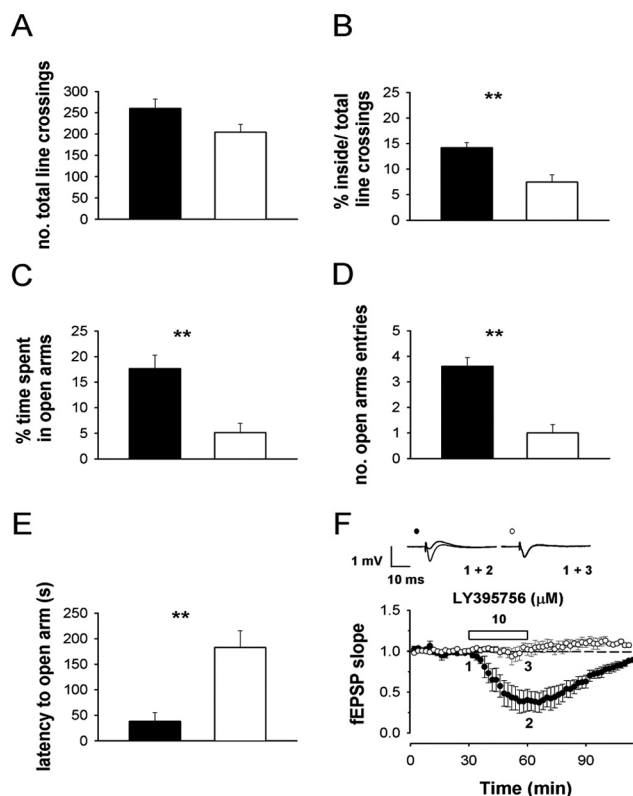 A
no. total line crossings
300
250
200
150
100
50
0
B
% inside/ total
line crossings
25
20
15
10
5
0
**
C
% time spent
in open arms
25
20
15
10
5
0
**
D
no. open arms entries
5
4
3
2
1
0
**
E
latency to open arm (s)
250
200
150
100
50
0
**
F
1 mV
10 ms
1 + 2
1 + 3
LY395756 (μM)
10
fEPSP slope
1.5
1.0
0.5
0.0
1
3
2
0
30
60
90
Time (min)